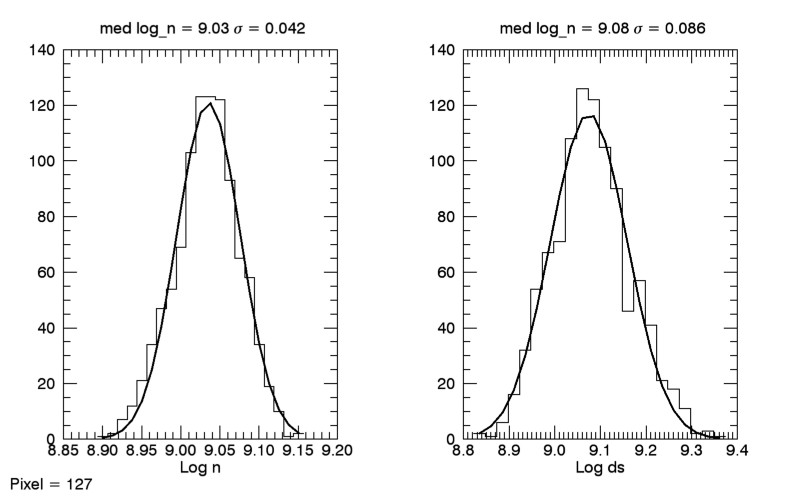 med log_n = 9.03 σ = 0.042
140
120
100
80
60
40
20
0
8.85 8.90 8.95 9.00 9.05 9.10 9.15 9.20
Log n
med log_n = 9.08 σ = 0.086
140
120
100
80
60
40
20
0
8.8 8.9 9.0 9.1 9.2 9.3 9.4
Log ds
Pixel = 127